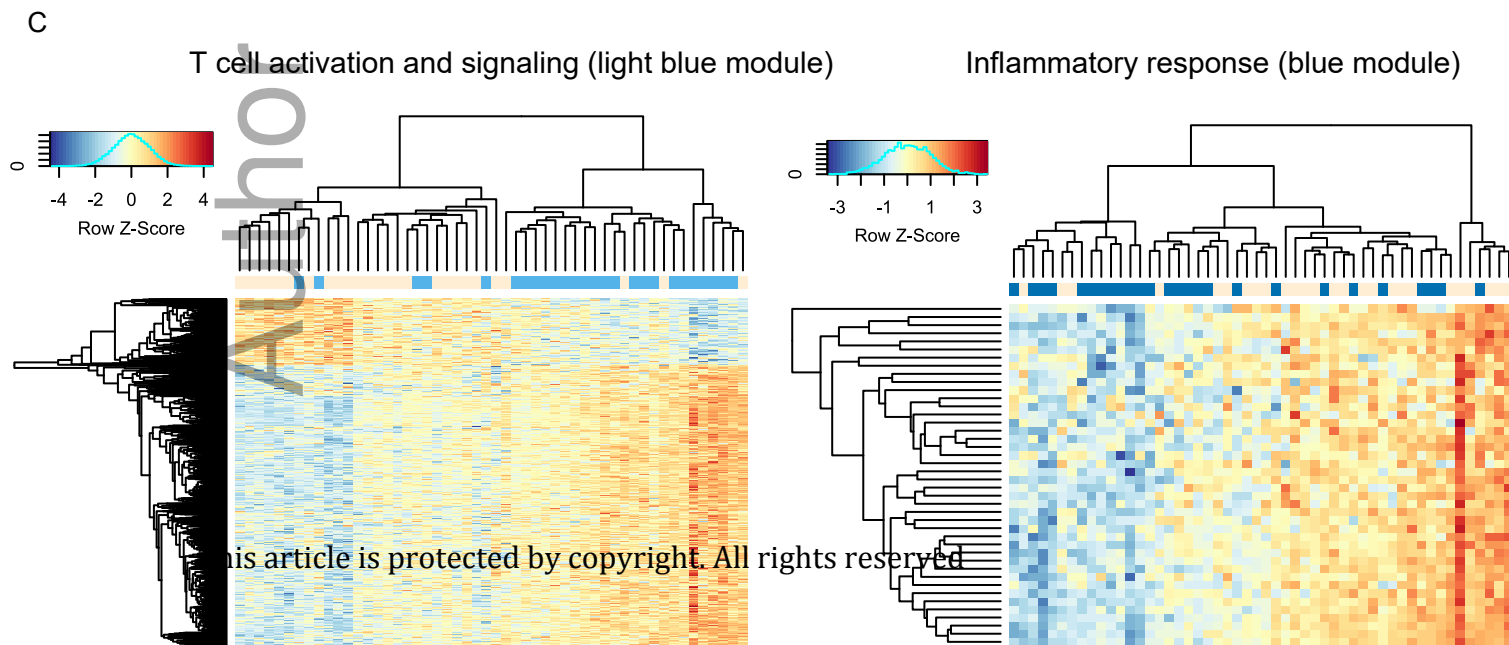 C
T cell activation and signaling (light blue module)
Inflammatory response (blue module)
0
-4 -2 0 2 4
Row Z-Score
0
-3 -1 1 3
Row Z-Score
Author
his article is protected by copyright. All rights reserved